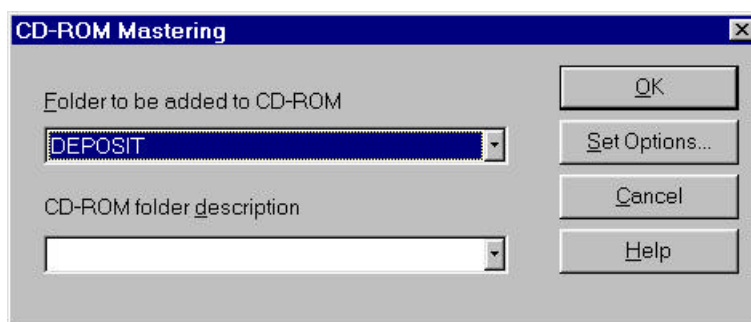 CD-ROM Mastering
Folder to be added to CD-ROM
DEPOSIT
CD-ROM folder description
OK
Set Options...
Cancel
Help